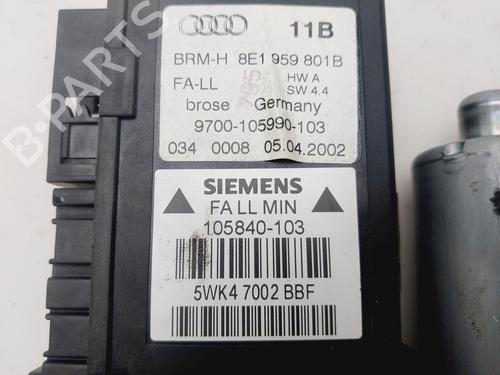 11B
BRM-H 8E1 959 801B
FA-LL HW A
SW 4.4
brose Germany
795
9700-105990-103
034 0008 05.04.2002
SIEMENS
FA LL MIN
105840-103
5WK4 7002 BBF
B-PARTS